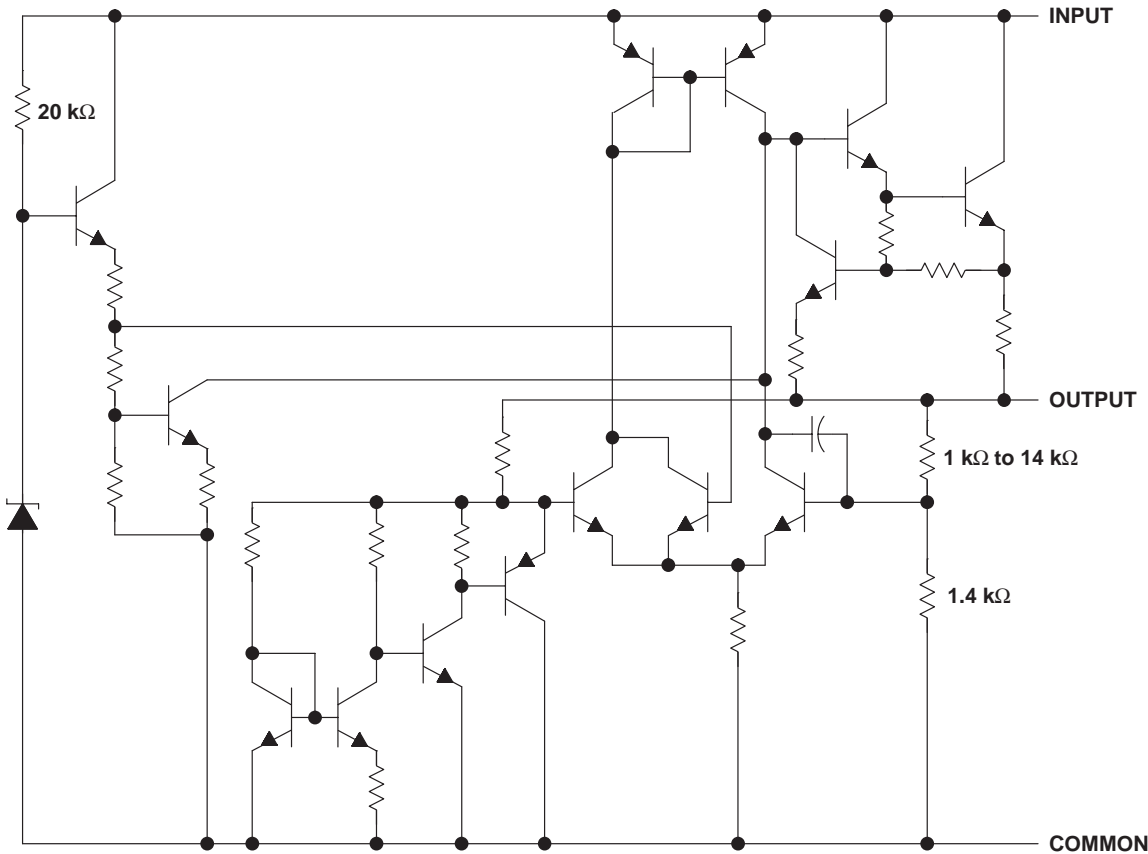 INPUT
20 kΩ
OUTPUT
1 kΩ to 14 kΩ
1.4 kΩ
COMMON